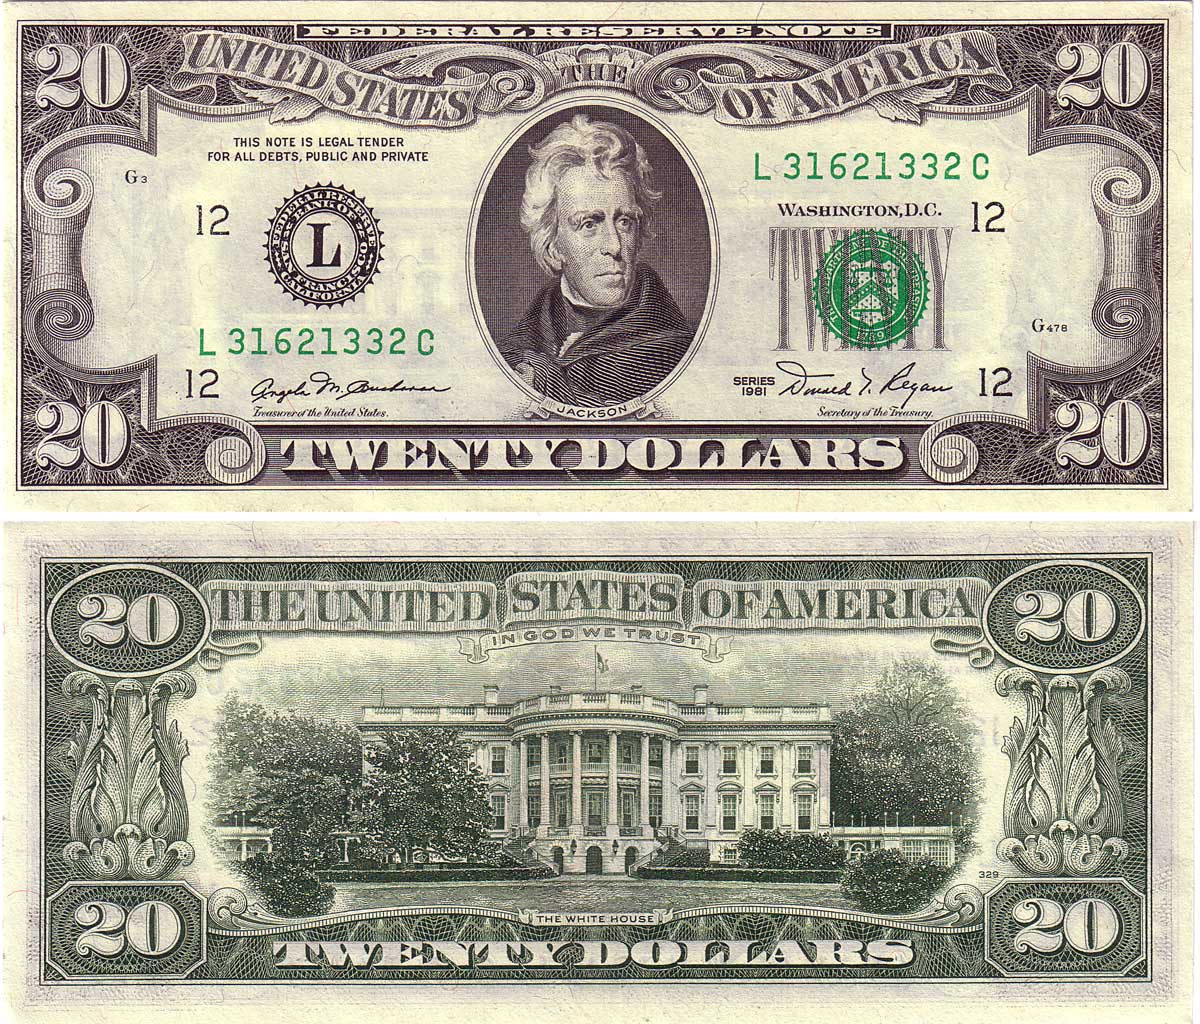 FEDERAL RESERVE NOTE
THE UNITED STATES OF AMERICA
20
20
THIS NOTE IS LEGAL TENDER
FOR ALL DEBTS, PUBLIC AND PRIVATE
L 31621332 C
G3
WASHINGTON, D.C.
12
12
FEDERAL RESERVE BANK OF SAN FRANCISCO CALIFORNIA
L
THE DEPARTMENT OF THE TREASURY
1789
TWENTY
G478
L 31621332 C
12
Angela M. Buchanan
Treasurer of the United States.
SERIES
1981
Donald T. Regan
Secretary of the Treasury.
12
JACKSON
20
20
TWENTY DOLLARS
20
20
THE UNITED STATES OF AMERICA
IN GOD WE TRUST
329
THE WHITE HOUSE
20
20
TWENTY DOLLARS